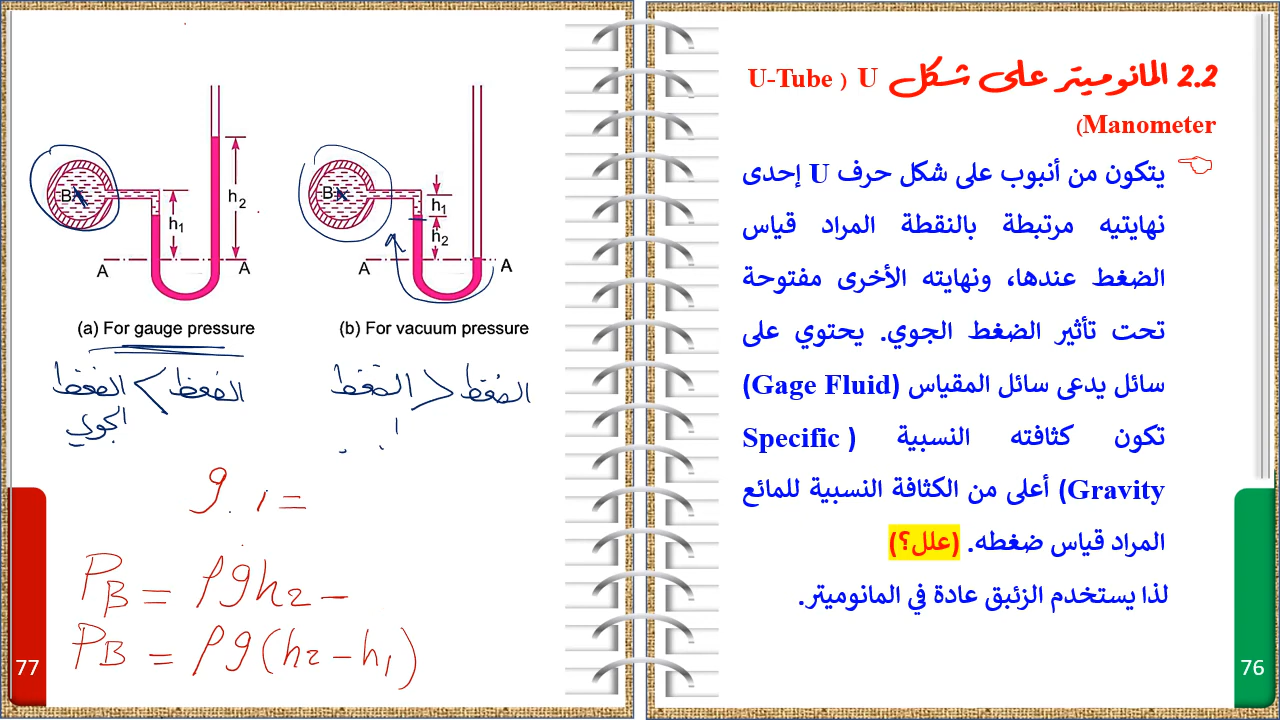 2.2 المانوميتر على شكل U ( U-Tube
Manometer)
يتكون من أنبوب على شكل حرف U إحدى
نهايتيه مرتبطة بالنقطة المراد قياس
الضغط عندها، ونهايته الأخرى مفتوحة
تحت تأثير الضغط الجوي. يحتوي على
سائل يدعى سائل المقياس (Gage Fluid)
تكون كثافته النسبية (Specific
Gravity) أعلى من الكثافة النسبية للمائع
المراد قياس ضغطه. (علل؟)
لذا يستخدم الزئبق عادة في المانوميتر.
76
B
h2
h1
A
A
B
h1
h2
A
A
(a) For gauge pressure
(b) For vacuum pressure
الضغط > الضغط
الجوي
الضغط < الضغط
PB = ρgh2 −
PB = ρg(h2 − h1)
77